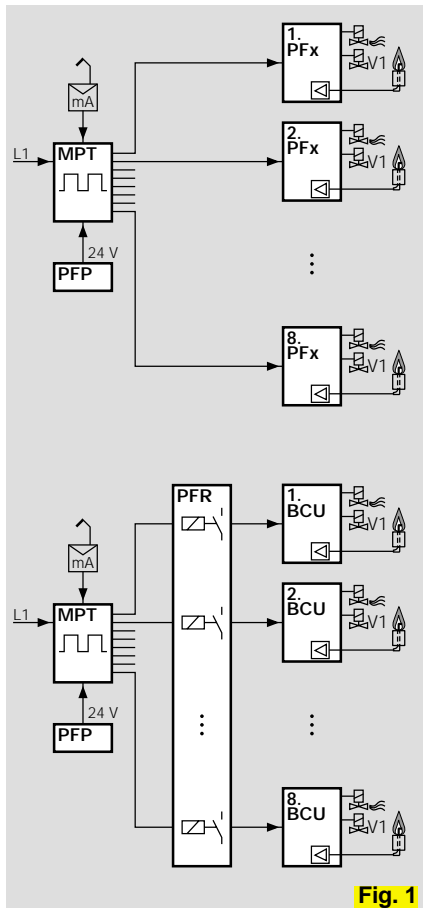 1.
PFx
V1
mA
L1
MPT
2.
PFx
V1
24 V
PFP
8.
PFx
V1
PFR
1.
BCU
V1
mA
L1
MPT
2.
BCU
V1
24 V
PFP
8.
BCU
V1
Fig. 1